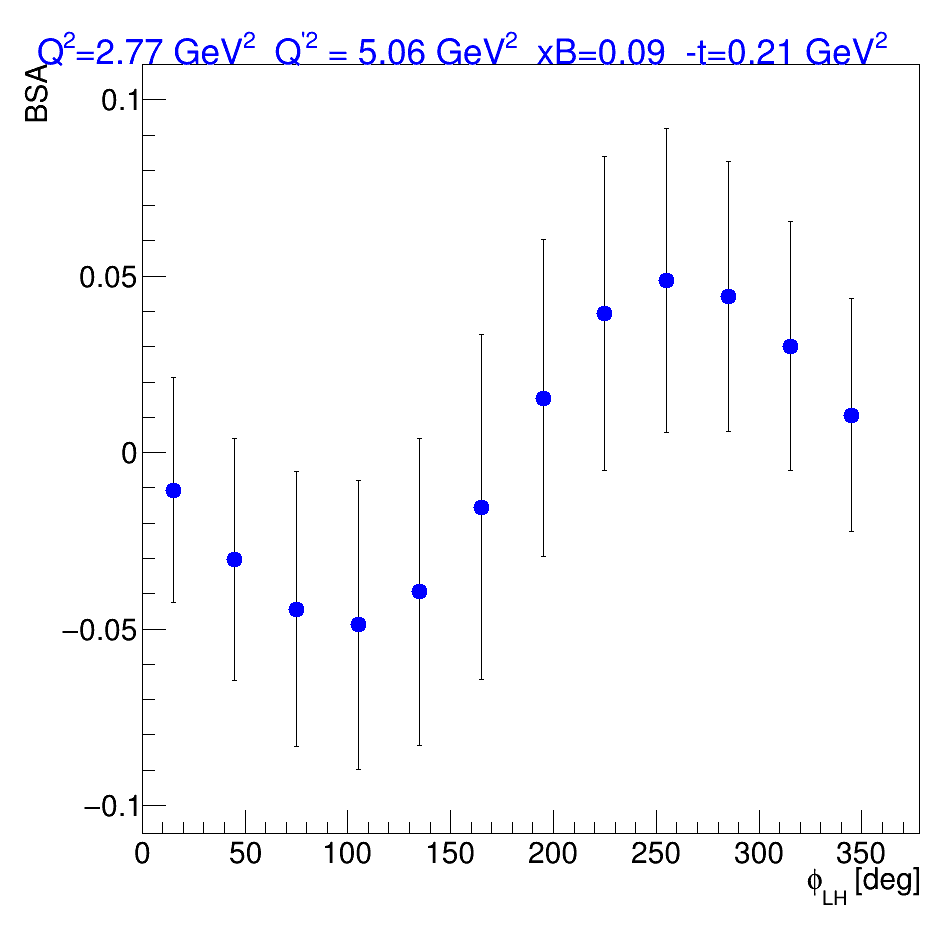 Q²=2.77 GeV² Q'² = 5.06 GeV² xB=0.09 -t=0.21 GeV²
BSA
0.1
0.05
0
−0.05
−0.1
0 50 100 150 200 250 300 350
ϕLH [deg]